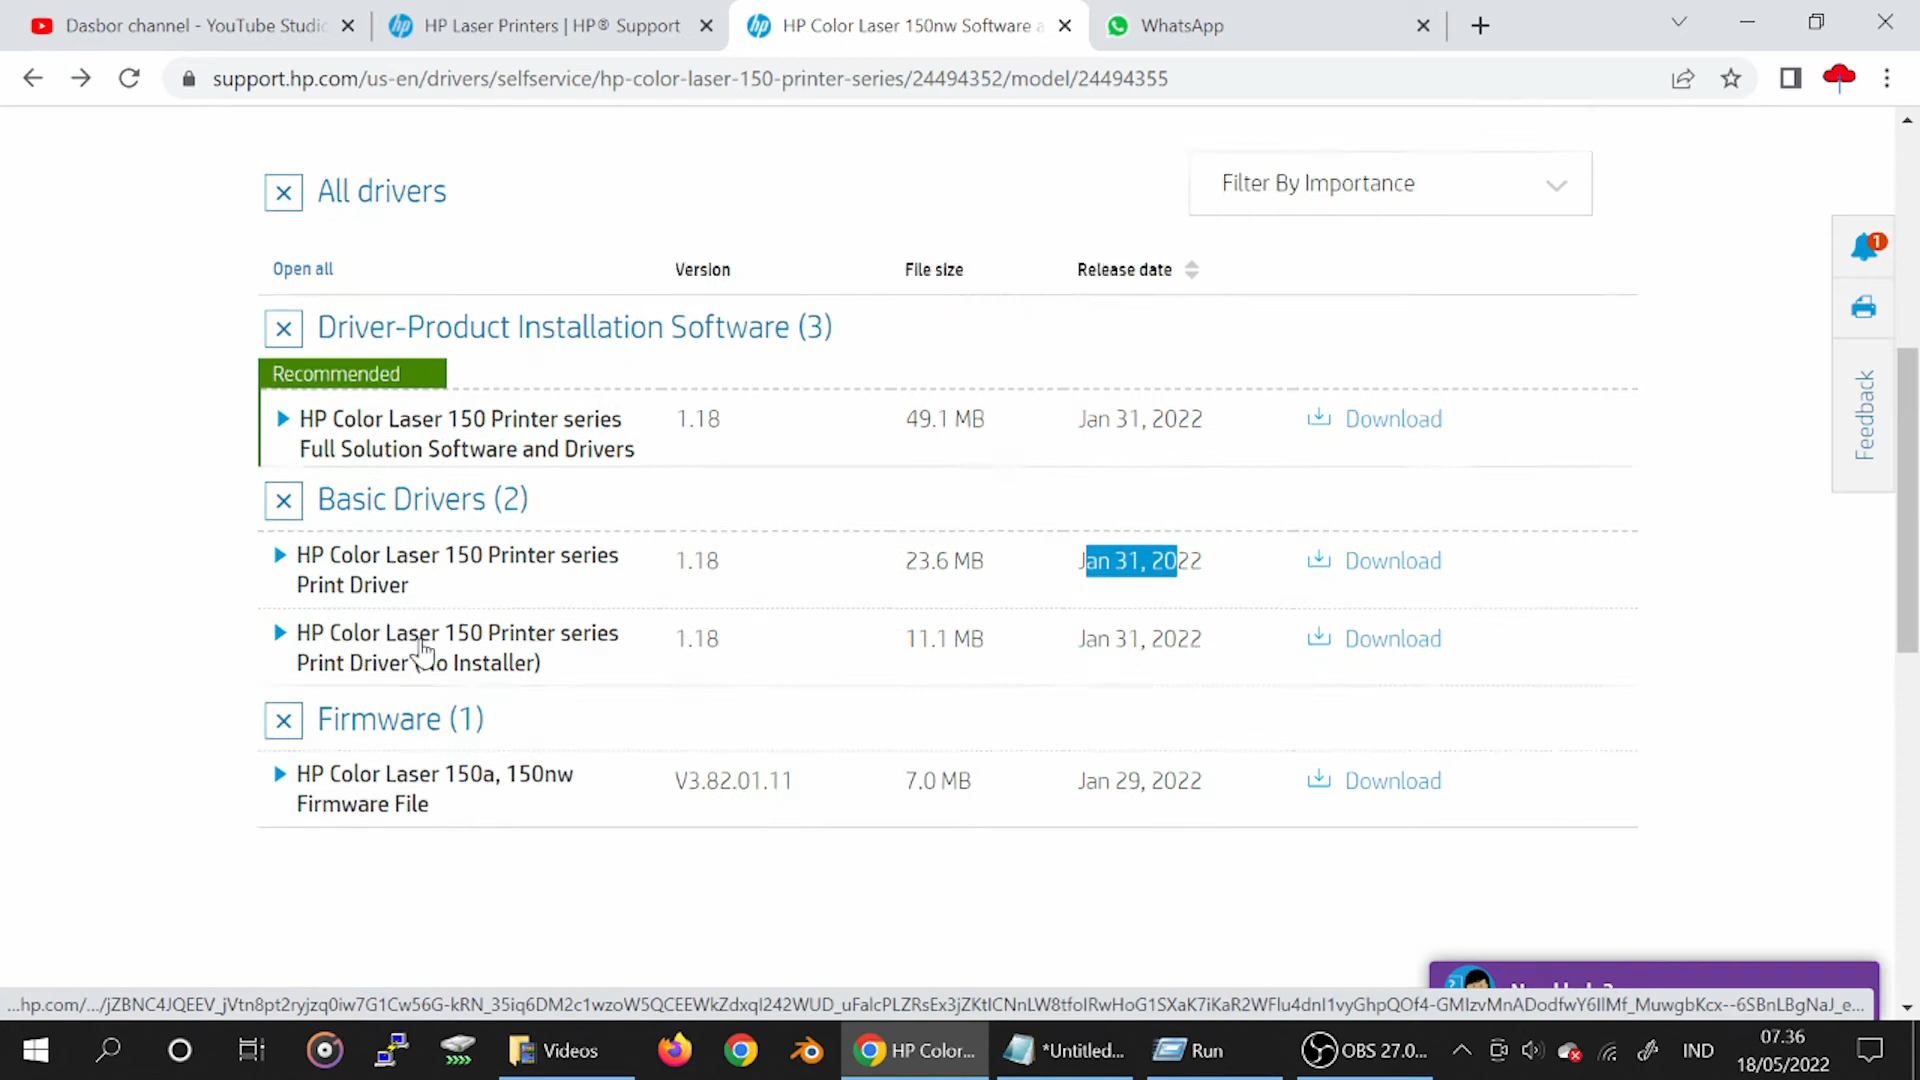 Dasbor channel - YouTube Studio
HP Laser Printers | HP® Support
HP Color Laser 150nw Software a
WhatsApp
support.hp.com/us-en/drivers/selfservice/hp-color-laser-150-printer-series/24494352/model/24494355
All drivers
Filter By Importance
Open all Version File size Release date
Driver-Product Installation Software (3)
Recommended
HP Color Laser 150 Printer series 1.18 49.1 MB Jan 31, 2022 Download
Full Solution Software and Drivers
Basic Drivers (2)
HP Color Laser 150 Printer series 1.18 23.6 MB Jan 31, 2022 Download
Print Driver
HP Color Laser 150 Printer series 1.18 11.1 MB Jan 31, 2022 Download
Print Driver (No Installer)
Firmware (1)
HP Color Laser 150a, 150nw V3.82.01.11 7.0 MB Jan 29, 2022 Download
Firmware File
1
Feedback
Videos
HP Color...
*Untitled...
Run
OBS 27.0...
IND
07.36
18/05/2022